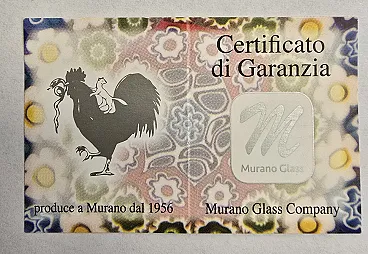 Certificato
di Garanzia
M
Murano Glass
produce a Murano dal 1956
Murano Glass Company